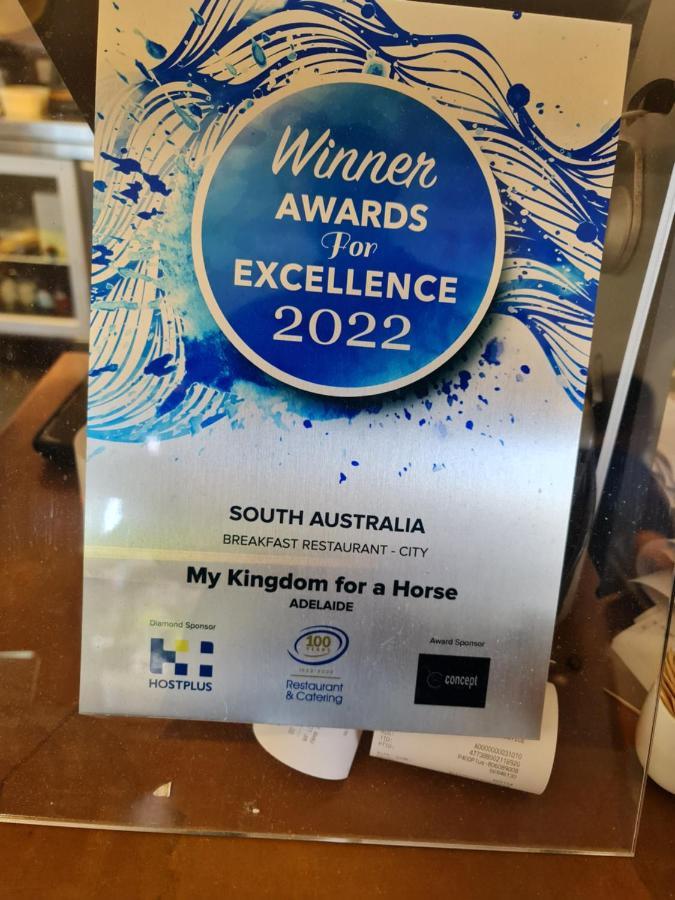 Winner
AWARDS
For
EXCELLENCE
2022
SOUTH AUSTRALIA
BREAKFAST RESTAURANT - CITY
My Kingdom for a Horse
ADELAIDE
Diamond Sponsor
HOSTPLUS
100
YEARS
Restaurant
& Catering
Award Sponsor
concept